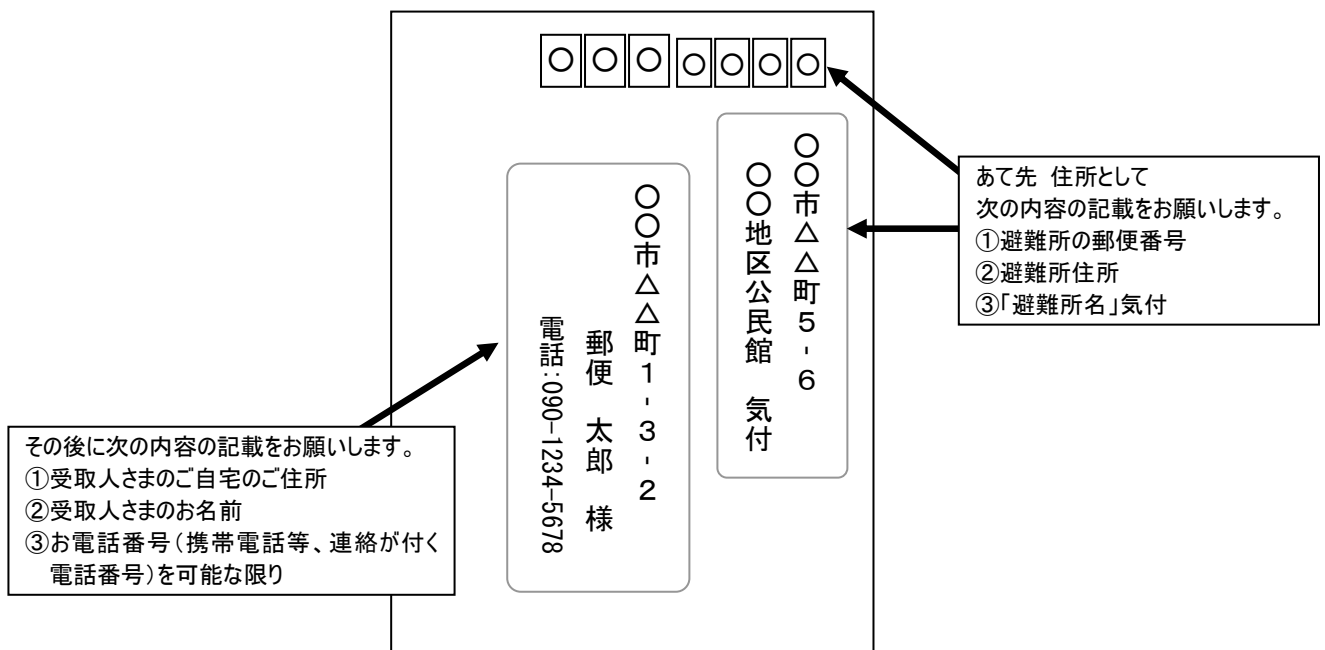 〇〇〇〇〇〇〇
〇〇市△△町5-6
〇〇地区公民館　気付
〇〇市△△町1-3-2
郵便　太郎　様
電話：090-1234-5678
あて先 住所として
次の内容の記載をお願いします。
①避難所の郵便番号
②避難所住所
③「避難所名」気付
その後に次の内容の記載をお願いします。
①受取人さまのご自宅のご住所
②受取人さまのお名前
③お電話番号（携帯電話等、連絡が付く
電話番号）を可能な限り